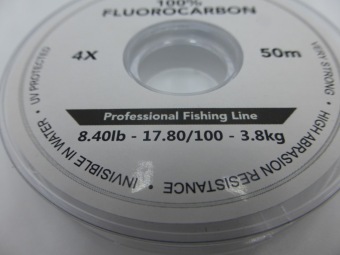 100%
FLUOROCARBON
4X
50m
Professional Fishing Line
8.40lb - 17.80/100 - 3.8kg
UV PROTECTED • INVISIBLE IN WATER • HIGH ABRASION RESISTANCE • VERY STRONG